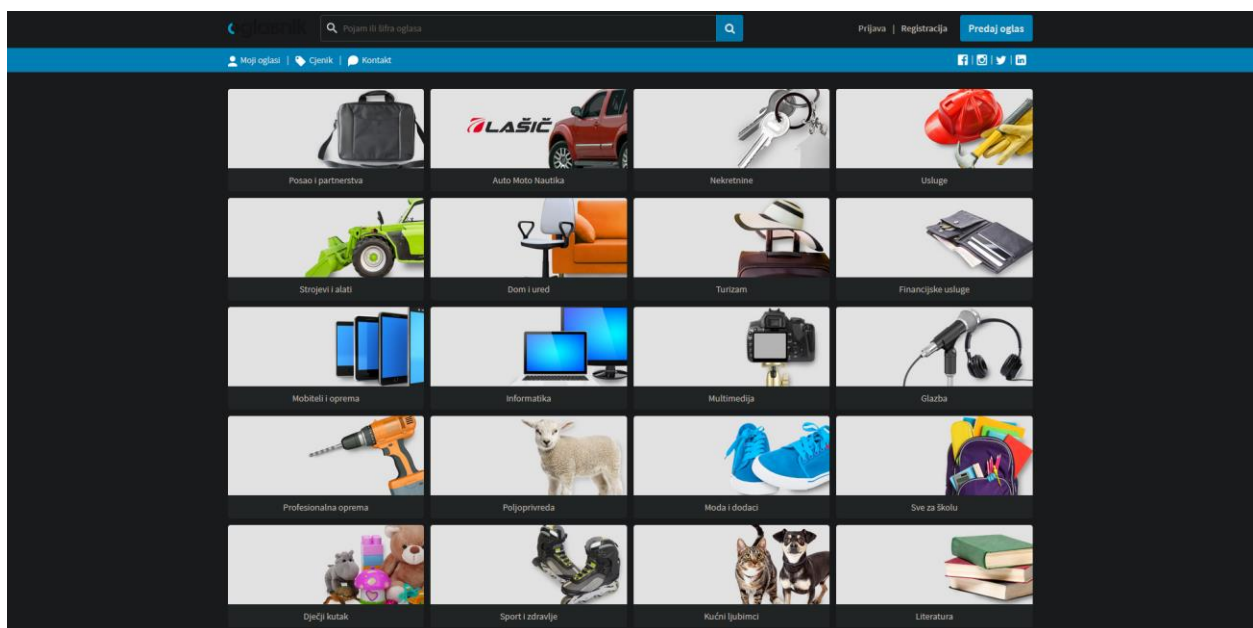 oglasnik
Pojam ili šifra oglasa
Prijava | Registracija
Predaj oglas
Moji oglasi | Cjenik | Kontakt
LAŠIČ
Posao i partnerstva
Auto Moto Nautika
Nekretnine
Usluge
Strojevi i alati
Dom i ured
Turizam
Financijske usluge
Mobiteli i oprema
Informatika
Multimedija
Glazba
Profesionalna oprema
Poljoprivreda
Moda i dodaci
Sve za školu
Dječji kutak
Sport i zdravlje
Kućni ljubimci
Literatura